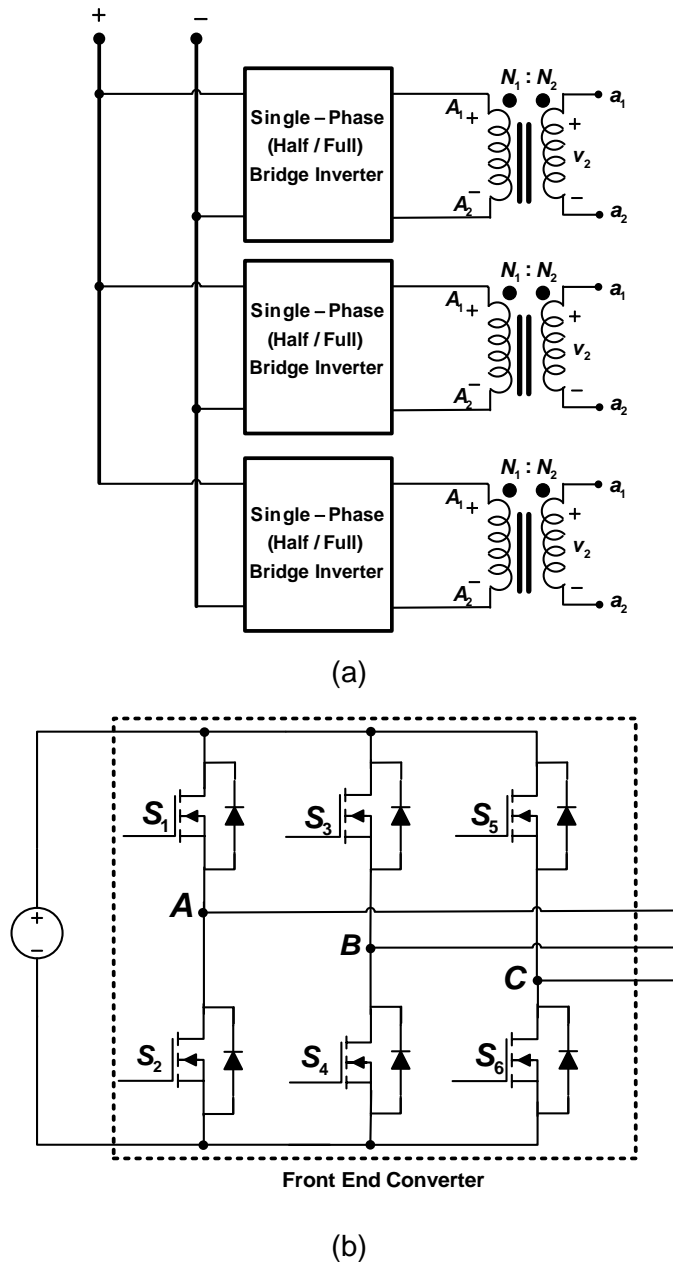 + −
N₁ : N₂
Single – Phase
(Half / Full)
Bridge Inverter
A₁ +
A₂ −
+
v₂
−
a₁
a₂
N₁ : N₂
Single – Phase
(Half / Full)
Bridge Inverter
A₁ +
A₂ −
+
v₂
−
a₁
a₂
N₁ : N₂
Single – Phase
(Half / Full)
Bridge Inverter
A₁ +
A₂ −
+
v₂
−
a₁
a₂
(a)
S₁ S₃ S₅
A
B
C
+
−
S₂ S₄ S₆
Front End Converter
(b)